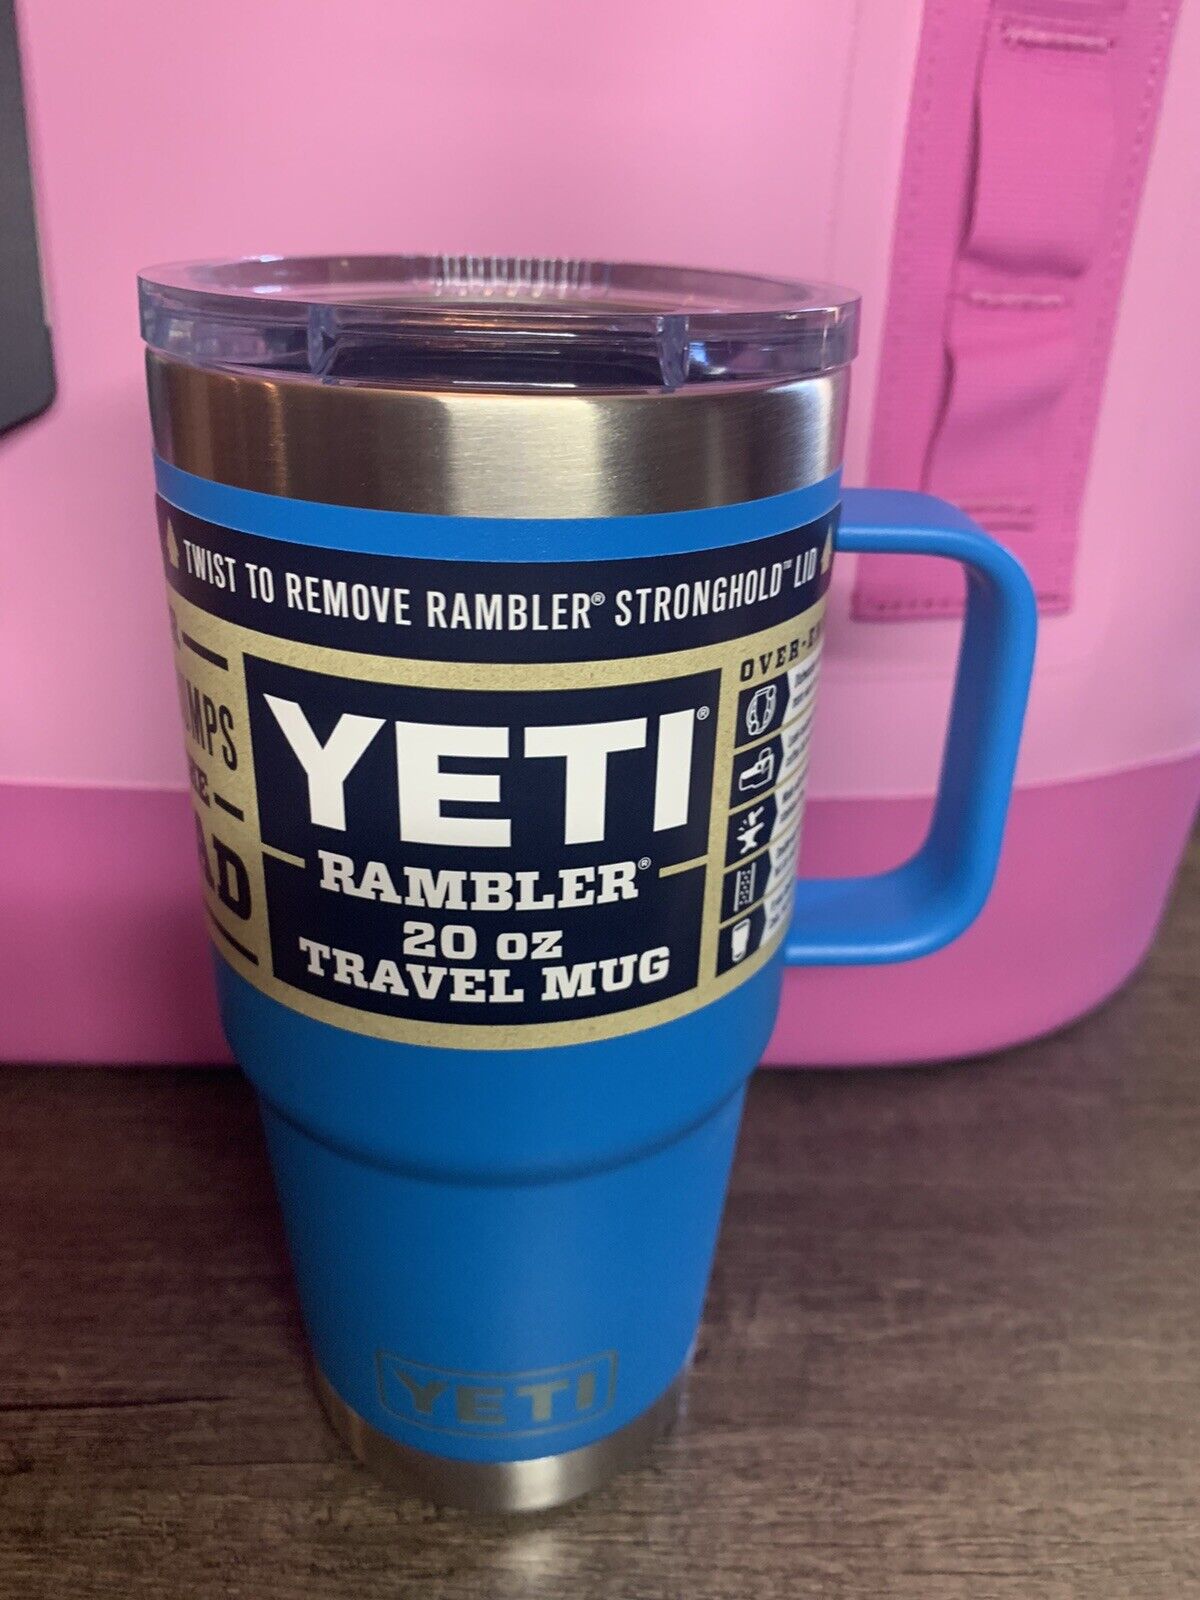 TWIST TO REMOVE RAMBLER® STRONGHOLD™ LID
YETI®
RAMBLER®
20 OZ
TRAVEL MUG
YETI